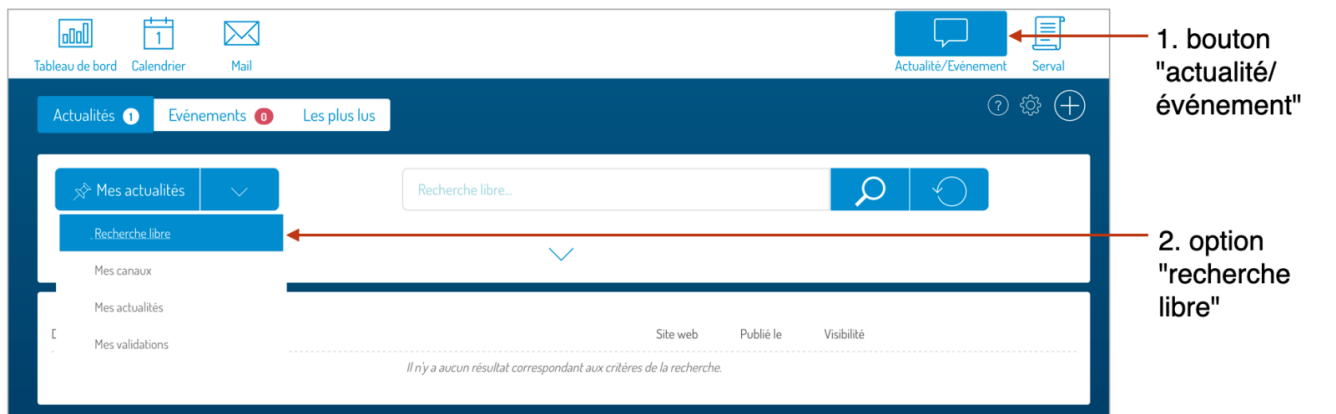 1
Tableau de bord Calendrier Mail Actualité/Evénement Serval
1. bouton
"actualité/
événement"
Actualités 1 Evénements 0 Les plus lus
?
Mes actualités
Recherche libre...
Recherche libre
Mes canaux
Mes actualités
Mes validations
2. option
"recherche
libre"
Site web Publié le Visibilité
Il n'y a aucun résultat correspondant aux critères de la recherche.